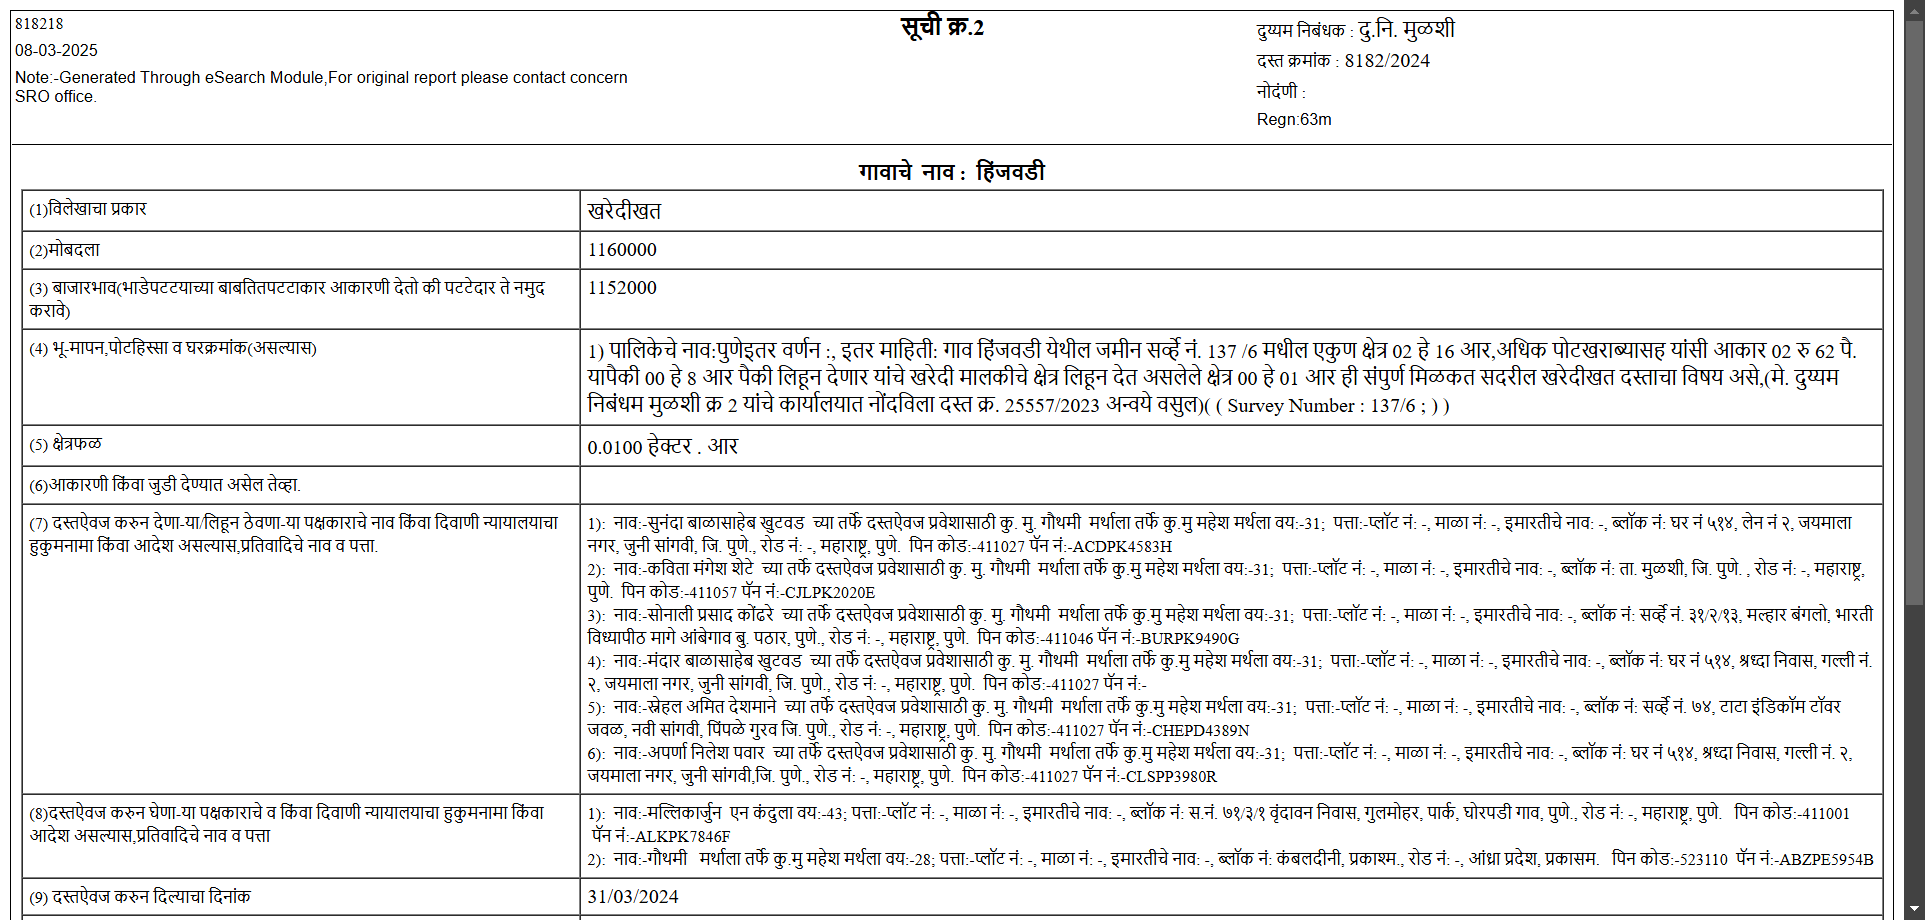 818218
08-03-2025
Note:-Generated Through eSearch Module,For original report please contact concern
SRO office.
सूची क्र.2
दुय्यम निबंधक : दु.नि. मुळशी
दस्त क्रमांक : 8182/2024
नोदंणी :
Regn:63m
गावाचे नाव : हिंजवडी
(1)विलेखाचा प्रकार
खरेदीखत
(2)मोबदला
1160000
(3) बाजारभाव(भाडेपटटयाच्या बाबतितपटटाकार आकारणी देतो की पटटेदार ते नमुद
करावे)
1152000
(4) भू-मापन,पोटहिस्सा व घरक्रमांक(असल्यास)
1) पालिकेचे नाव:पुणेइतर वर्णन :, इतर माहिती: गाव हिंजवडी येथील जमीन सर्व्हे नं. 137 /6 मधील एकुण क्षेत्र 02 हे 16 आर,अधिक पोटखराब्यासह यांसी आकार 02 रु 62 पै.
यापैकी 00 हे 8 आर पैकी लिहून देणार यांचे खरेदी मालकीचे क्षेत्र लिहून देत असलेले क्षेत्र 00 हे 01 आर ही संपुर्ण मिळकत सदरील खरेदीखत दस्ताचा विषय असे,(मे. दुय्यम
निबंधम मुळशी क्र 2 यांचे कार्यालयात नोंदविला दस्त क्र. 25557/2023 अन्वये वसुल)( ( Survey Number : 137/6 ; ) )
(5) क्षेत्रफळ
0.0100 हेक्टर . आर
(6)आकारणी किंवा जुडी देण्यात असेल तेव्हा.
(7) दस्तऐवज करुन देणा-या/लिहून ठेवणा-या पक्षकाराचे नाव किंवा दिवाणी न्यायालयाचा
हुकुमनामा किंवा आदेश असल्यास,प्रतिवादिचे नाव व पत्ता.
1): नाव:-सुनंदा बाळासाहेब खुटवड च्या तर्फे दस्तऐवज प्रवेशासाठी कु. मु. गौथमी मर्थाला तर्फे कु.मु महेश मर्थला वय:-31; पत्ता:-प्लॉट नं: -, माळा नं: -, इमारतीचे नाव: -, ब्लॉक नं: घर नं ५१४, लेन नं २, जयमाला
नगर, जुनी सांगवी, जि. पुणे., रोड नं: -, महाराष्ट्र, पुणे. पिन कोड:-411027 पॅन नं:-ACDPK4583H
2): नाव:-कविता मंगेश शेटे च्या तर्फे दस्तऐवज प्रवेशासाठी कु. मु. गौथमी मर्थाला तर्फे कु.मु महेश मर्थला वय:-31; पत्ता:-प्लॉट नं: -, माळा नं: -, इमारतीचे नाव: -, ब्लॉक नं: ता. मुळशी, जि. पुणे. , रोड नं: -, महाराष्ट्र,
पुणे. पिन कोड:-411057 पॅन नं:-CJLPK2020E
3): नाव:-सोनाली प्रसाद कोंढरे च्या तर्फे दस्तऐवज प्रवेशासाठी कु. मु. गौथमी मर्थाला तर्फे कु.मु महेश मर्थला वय:-31; पत्ता:-प्लॉट नं: -, माळा नं: -, इमारतीचे नाव: -, ब्लॉक नं: सर्व्हे नं. ३१/२/१३, मल्हार बंगलो, भारती
विध्यापीठ मागे आंबेगाव बु. पठार, पुणे., रोड नं: -, महाराष्ट्र, पुणे. पिन कोड:-411046 पॅन नं:-BURPK9490G
4): नाव:-मंदार बाळासाहेब खुटवड च्या तर्फे दस्तऐवज प्रवेशासाठी कु. मु. गौथमी मर्थाला तर्फे कु.मु महेश मर्थला वय:-31; पत्ता:-प्लॉट नं: -, माळा नं: -, इमारतीचे नाव: -, ब्लॉक नं: घर नं ५१४, श्रध्दा निवास, गल्ली नं.
२, जयमाला नगर, जुनी सांगवी, जि. पुणे., रोड नं: -, महाराष्ट्र, पुणे. पिन कोड:-411027 पॅन नं:-
5): नाव:-स्नेहल अमित देशमाने च्या तर्फे दस्तऐवज प्रवेशासाठी कु. मु. गौथमी मर्थाला तर्फे कु.मु महेश मर्थला वय:-31; पत्ता:-प्लॉट नं: -, माळा नं: -, इमारतीचे नाव: -, ब्लॉक नं: सर्व्हे नं. ७४, टाटा इंडिकॉम टॉवर
जवळ, नवी सांगवी, पिंपळे गुरव जि. पुणे., रोड नं: -, महाराष्ट्र, पुणे. पिन कोड:-411027 पॅन नं:-CHEPD4389N
6): नाव:-अपर्णा निलेश पवार च्या तर्फे दस्तऐवज प्रवेशासाठी कु. मु. गौथमी मर्थाला तर्फे कु.मु महेश मर्थला वय:-31; पत्ता:-प्लॉट नं: -, माळा नं: -, इमारतीचे नाव: -, ब्लॉक नं: घर नं ५१४, श्रध्दा निवास, गल्ली नं. २,
जयमाला नगर, जुनी सांगवी,जि. पुणे., रोड नं: -, महाराष्ट्र, पुणे. पिन कोड:-411027 पॅन नं:-CLSPP3980R
(8)दस्तऐवज करुन घेणा-या पक्षकाराचे व किंवा दिवाणी न्यायालयाचा हुकुमनामा किंवा
आदेश असल्यास,प्रतिवादिचे नाव व पत्ता
1): नाव:-मल्लिकार्जुन एन कंदुला वय:-43; पत्ता:-प्लॉट नं: -, माळा नं: -, इमारतीचे नाव: -, ब्लॉक नं: स.नं. ७१/३/१ वृंदावन निवास, गुलमोहर, पार्क, घोरपडी गाव, पुणे., रोड नं: -, महाराष्ट्र, पुणे. पिन कोड:-411001
पॅन नं:-ALKPK7846F
2): नाव:-गौथमी मर्थाला तर्फे कु.मु महेश मर्थला वय:-28; पत्ता:-प्लॉट नं: -, माळा नं: -, इमारतीचे नाव: -, ब्लॉक नं: कंबलदीनी, प्रकाश्म., रोड नं: -, आंध्रा प्रदेश, प्रकासम. पिन कोड:-523110 पॅन नं:-ABZPE5954B
(9) दस्तऐवज करुन दिल्याचा दिनांक
31/03/2024